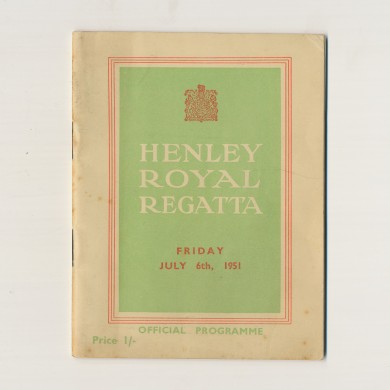 HENLEY
ROYAL
REGATTA
FRIDAY
JULY 6th, 1951
OFFICIAL PROGRAMME
Price 1/-